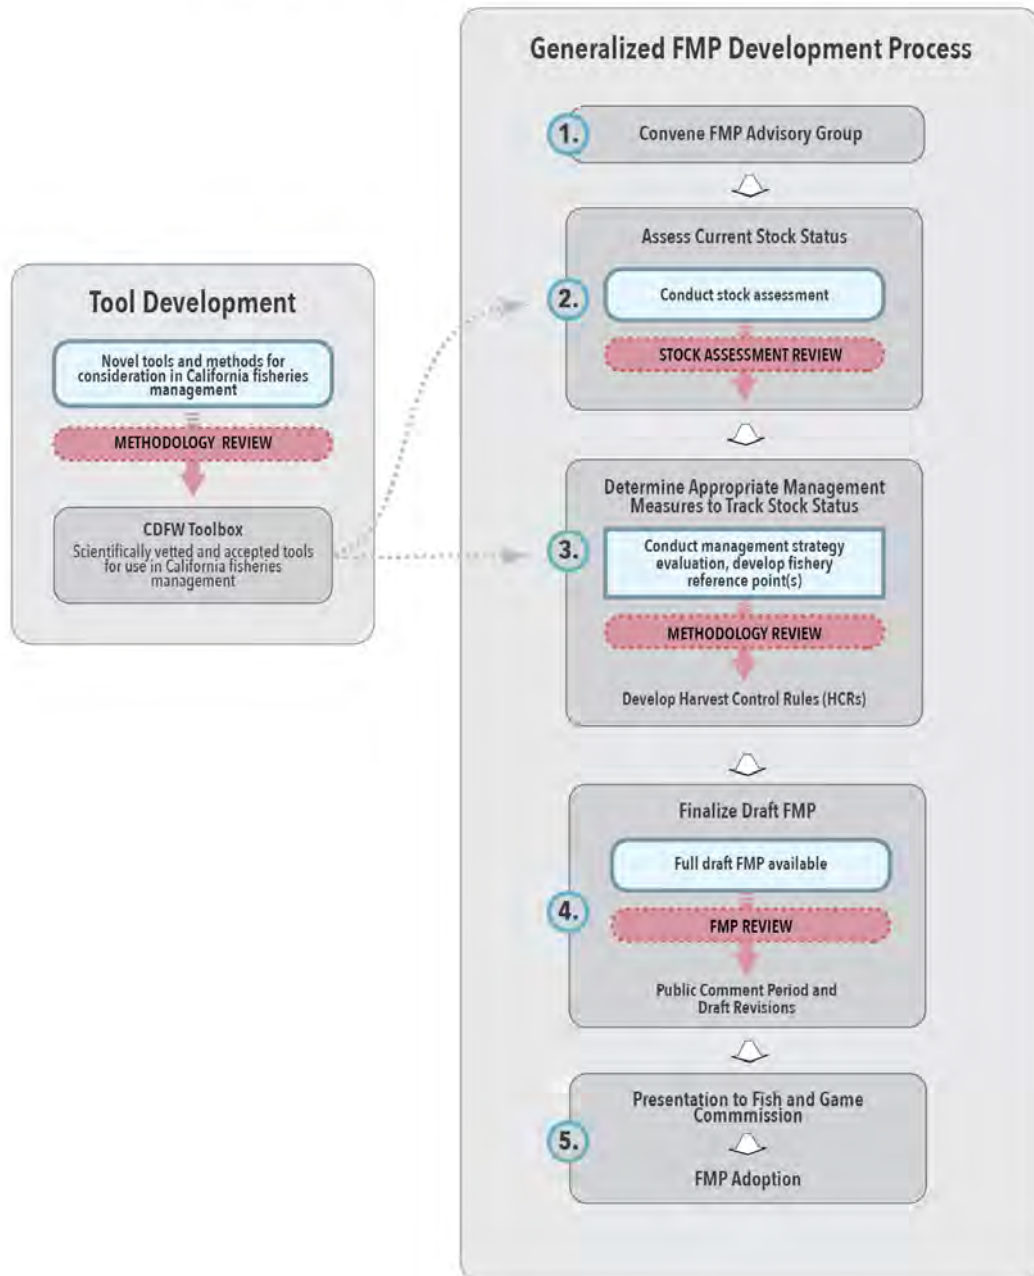 Tool Development
Novel tools and methods for
consideration in California fisheries
management
METHODOLOGY REVIEW
CDFW Toolbox
Scientifically vetted and accepted tools
for use in California fisheries
management
Generalized FMP Development Process
1.
Convene FMP Advisory Group
Assess Current Stock Status
2.
Conduct stock assessment
STOCK ASSESSMENT REVIEW
Determine Appropriate Management
Measures to Track Stock Status
3.
Conduct management strategy
evaluation, develop fishery
reference point(s)
METHODOLOGY REVIEW
Develop Harvest Control Rules (HCRs)
Finalize Draft FMP
Full draft FMP available
4.
FMP REVIEW
Public Comment Period and
Draft Revisions
Presentation to Fish and Game
Commmission
5.
FMP Adoption